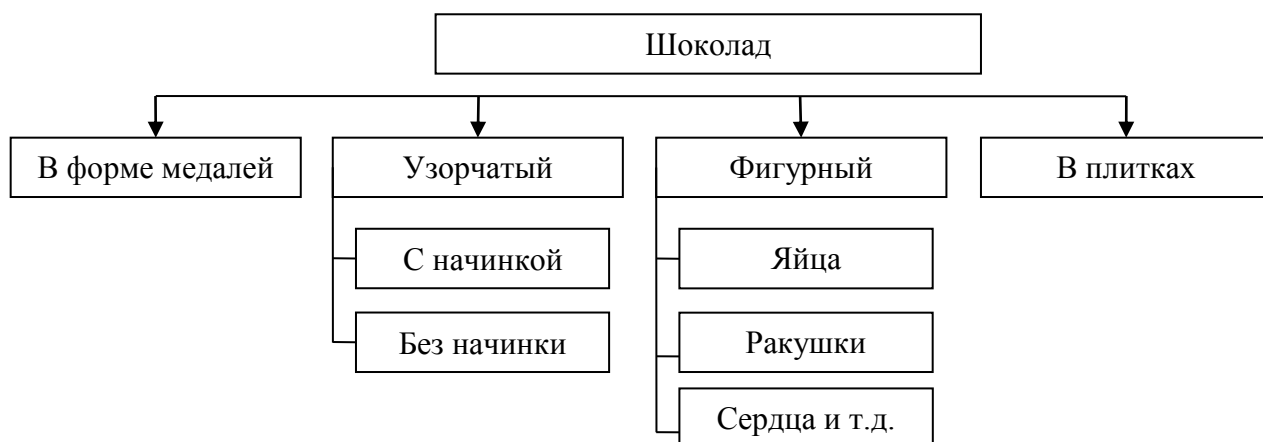 Шоколад
В форме медалей
Узорчатый
Фигурный
В плитках
С начинкой
Яйца
Без начинки
Ракушки
Сердца и т.д.